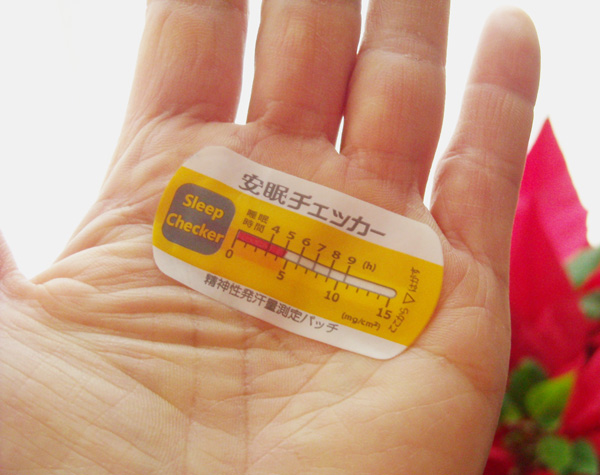 安眠チェッカー
Sleep
Checker
睡眠
時間
4 5 6 7 8 9 (h)
0 5 10 15
(mg/cm²)
精神性発汗量測定パッチ